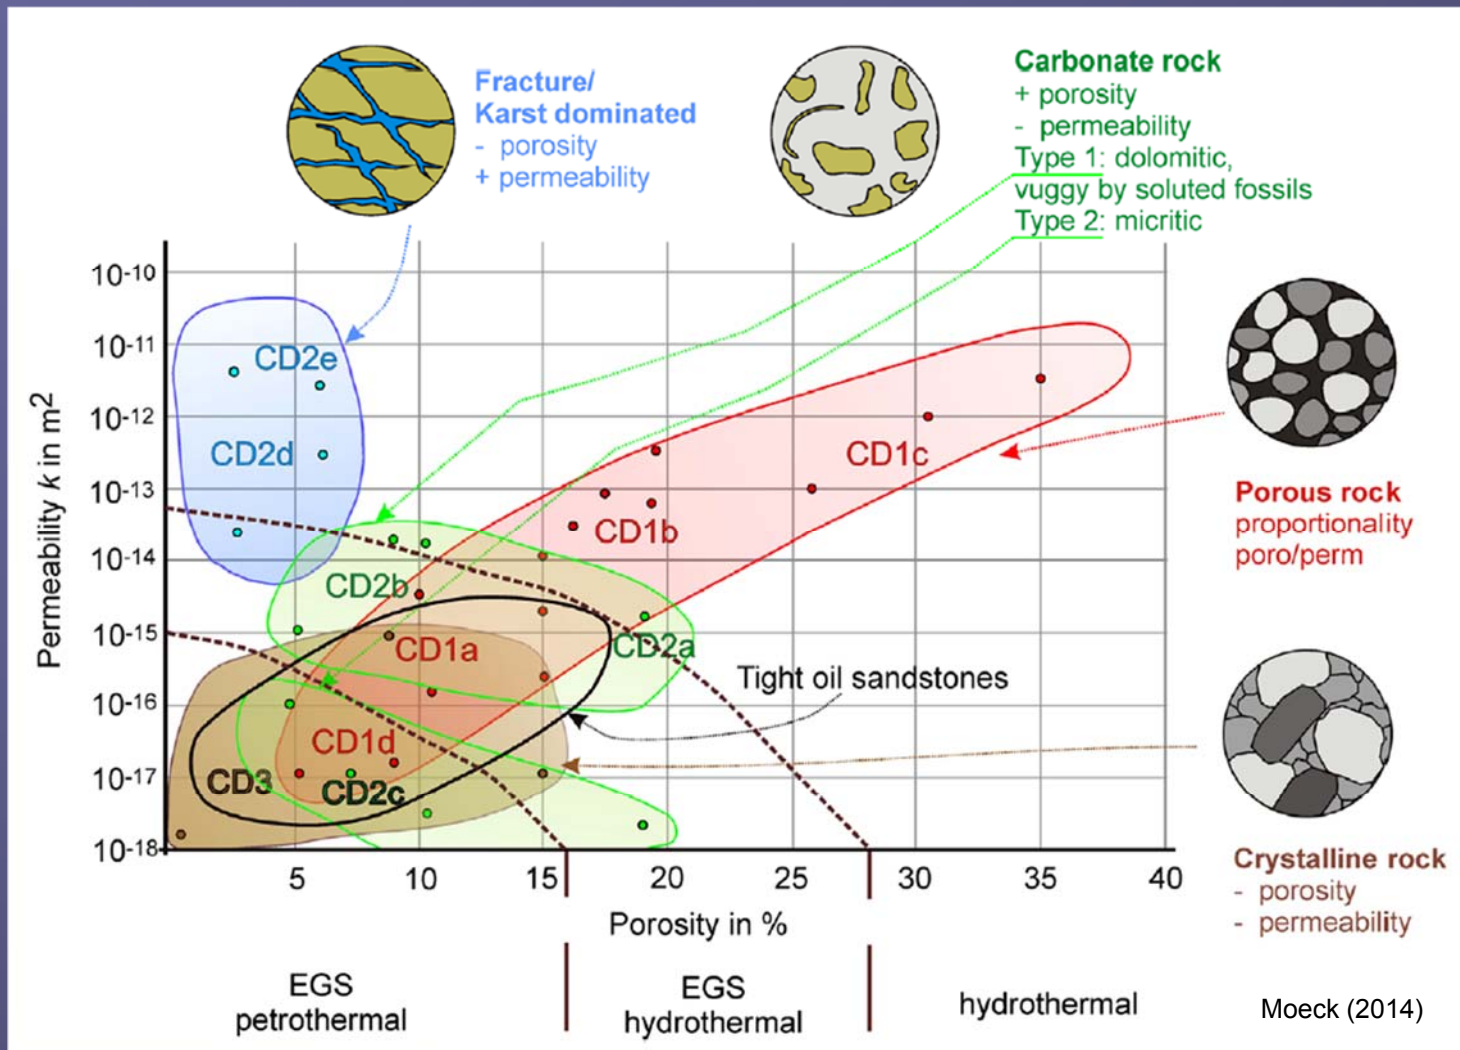 Fracture/
Karst dominated
- porosity
+ permeability
Carbonate rock
+ porosity
- permeability
Type 1: dolomitic,
vuggy by soluted fossils
Type 2: micritic
Permeability k in m2
10-10
10-11
10-12
10-13
10-14
10-15
10-16
10-17
10-18
CD2e
CD2d
CD1c
CD1b
CD2b
CD1a
CD2a
CD1d
CD3
CD2c
Tight oil sandstones
Porous rock
proportionality
poro/perm
Crystalline rock
- porosity
- permeability
5 10 15 20 25 30 35 40
Porosity in %
EGS
petrothermal
EGS
hydrothermal
hydrothermal
Moeck (2014)